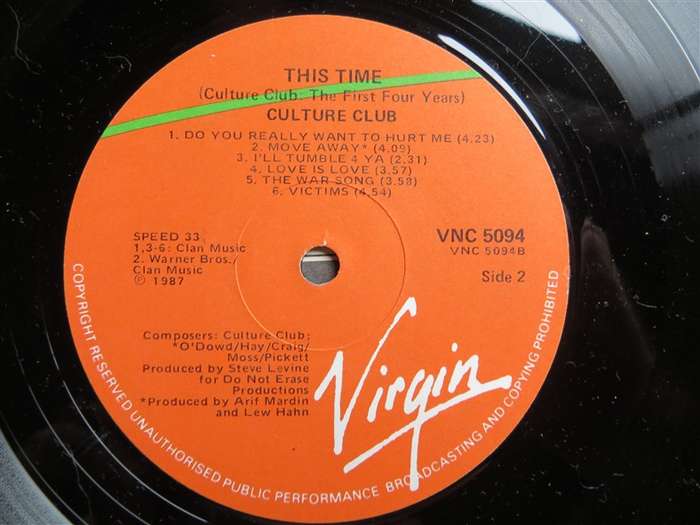 THIS TIME
(Culture Club: The First Four Years)
CULTURE CLUB
1. DO YOU REALLY WANT TO HURT ME (4.23)
2. MOVE AWAY* (4.09)
3. I'LL TUMBLE 4 YA (2.31)
4. LOVE IS LOVE (3.57)
5. THE WAR SONG (3.58)
6. VICTIMS (4.54)
SPEED 33
1,3-6: Clan Music
2. Warner Bros./
Clan Music
℗ 1987
VNC 5094
VNC 5094B
Side 2
Composers: Culture Club;
*O'Dowd/Hay/Craig/
Moss/Pickett
Produced by Steve Levine
for Do Not Erase
Productions
*Produced by Arif Mardin
and Lew Hahn
Virgin
COPYRIGHT RESERVED UNAUTHORISED PUBLIC PERFORMANCE BROADCASTING AND COPYING PROHIBITED